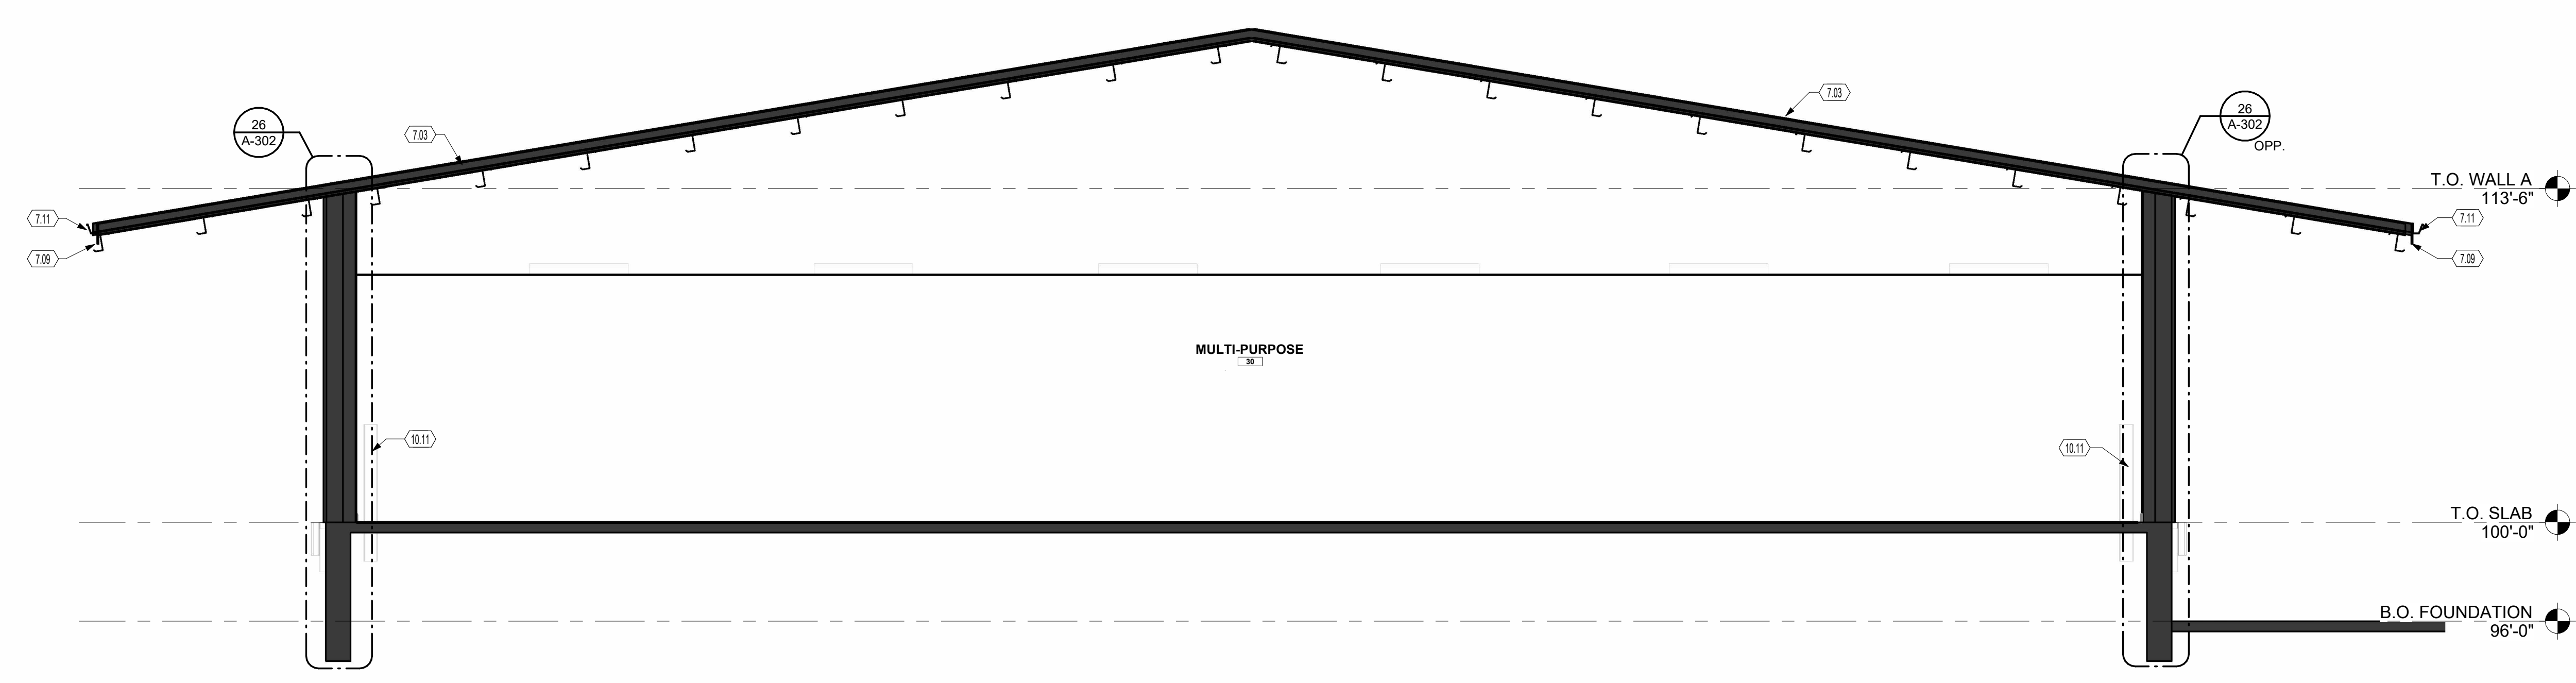 7.03
26
A-302
26
A-302
OPP.
7.03
T.O. WALL A
113'-6"
7.11
7.11
7.09
7.09
MULTI-PURPOSE
30
10.11
10.11
T.O. SLAB
100'-0"
B.O. FOUNDATION
96'-0"